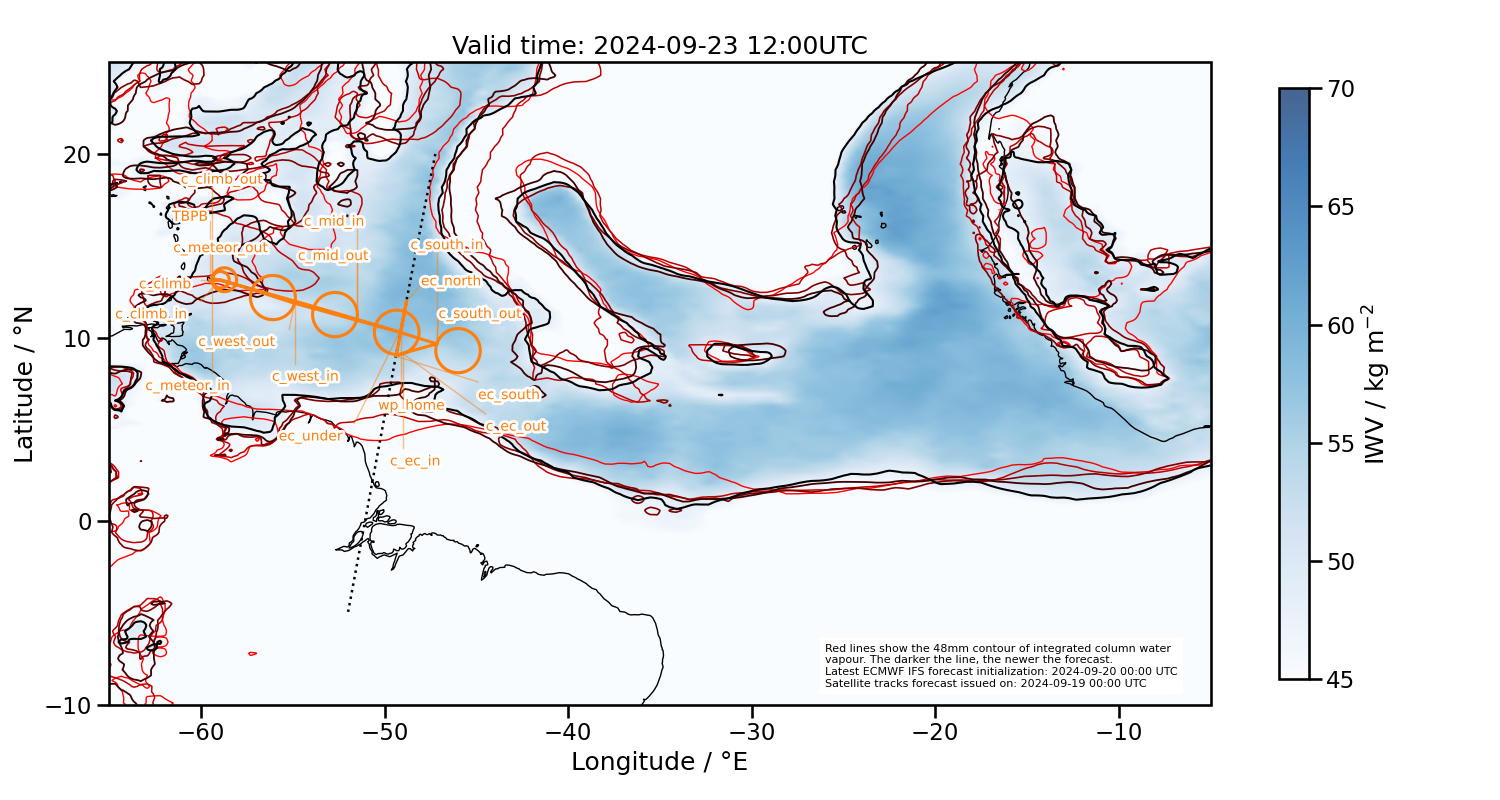 Valid time: 2024-09-23 12:00UTC
Latitude / °N
20
10
0
−10
c_climb_out
TBPB
c_mid_in
c_meteor_out
c_mid_out
c_south_in
c_climb
ec_north
c_climb_in
c_south_out
c_west_out
c_west_in
c_meteor_in
ec_south
wp_home
c_ec_out
ec_under
c_ec_in
Red lines show the 48mm contour of integrated column water
vapour. The darker the line, the newer the forecast.
Latest ECMWF IFS forecast initialization: 2024-09-20 00:00 UTC
Satellite tracks forecast issued on: 2024-09-19 00:00 UTC
−60
−50
−40
−30
−20
−10
Longitude / °E
70
65
60
55
50
45
IWV / kg m⁻²